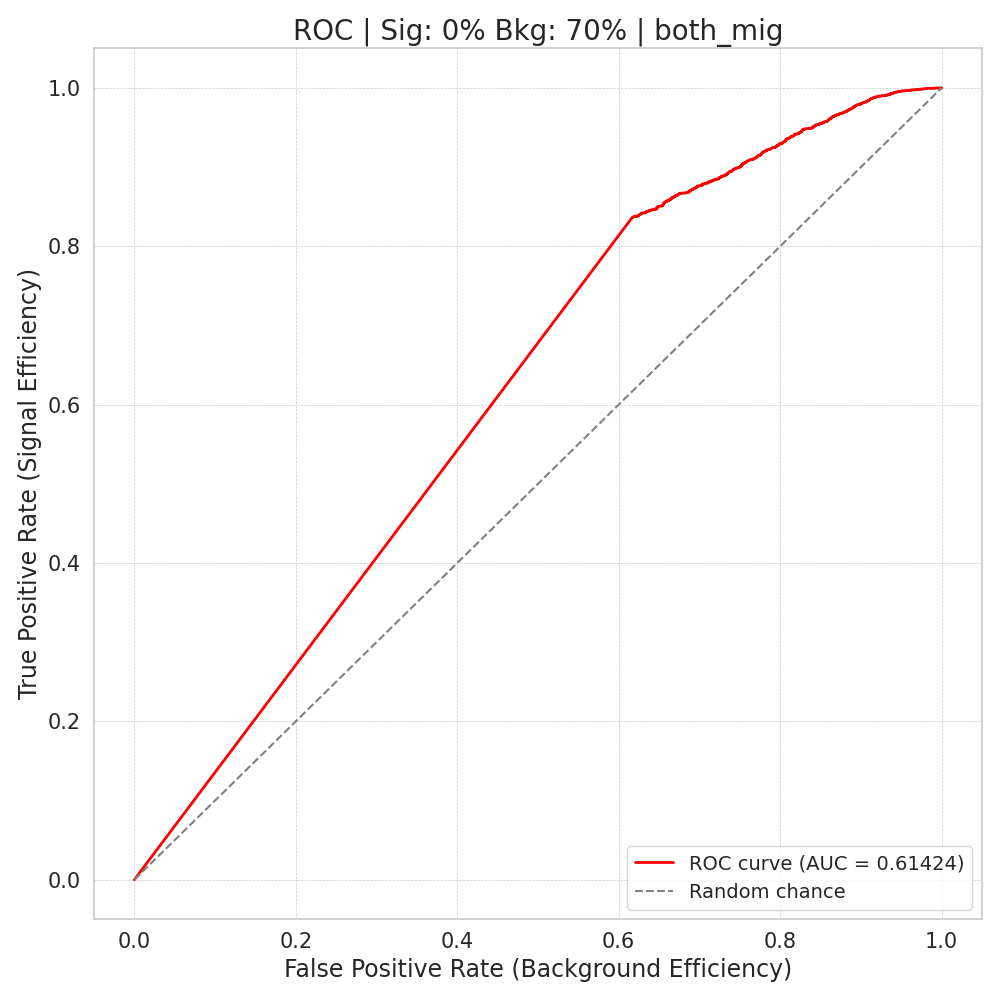 ROC | Sig: 0% Bkg: 70% | both_mig
True Positive Rate (Signal Efficiency)
1.0
0.8
0.6
0.4
0.2
0.0
ROC curve (AUC = 0.61424)
Random chance
0.0 0.2 0.4 0.6 0.8 1.0
False Positive Rate (Background Efficiency)